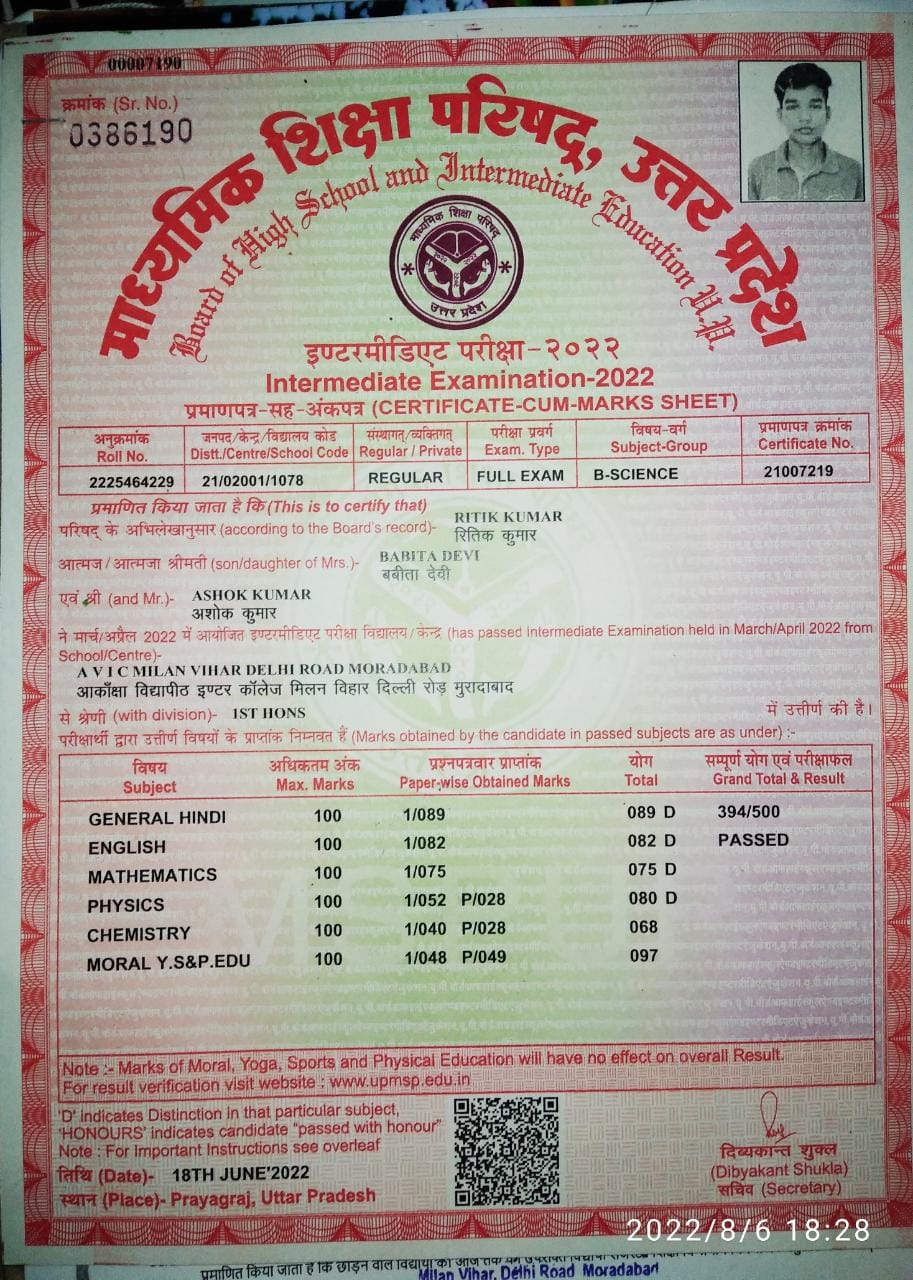 00007190
क्रमांक (Sr. No.)
0386190
माध्यमिक शिक्षा परिषद्, उत्तर प्रदेश
Board of High School and Intermediate Education U.P.
माध्यमिक शिक्षा परिषद्
उत्तर प्रदेश
इण्टरमीडिएट परीक्षा-२०२२
Intermediate Examination-2022
प्रमाणपत्र-सह-अंकपत्र (CERTIFICATE-CUM-MARKS SHEET)
अनुक्रमांक जनपद/केन्द्र/विद्यालय कोड संस्थागत्/व्यक्तिगत् परीक्षा प्रवर्ग विषय-वर्ग प्रमाणपत्र क्रमांक
Roll No. Distt./Centre/School Code Regular / Private Exam. Type Subject-Group Certificate No.
2225464229 21/02001/1078 REGULAR FULL EXAM B-SCIENCE 21007219
प्रमाणित किया जाता है कि (This is to certify that)
परिषद् के अभिलेखानुसार (according to the Board's record)- RITIK KUMAR
रितिक कुमार
आत्मज/आत्मजा श्रीमती (son/daughter of Mrs.)- BABITA DEVI
बबीता देवी
एवं श्री (and Mr.)- ASHOK KUMAR
अशोक कुमार
ने मार्च/अप्रैल 2022 में आयोजित इण्टरमीडिएट परीक्षा विद्यालय/केन्द्र (has passed Intermediate Examination held in March/April 2022 from
School/Centre)-
A V I C MILAN VIHAR DELHI ROAD MORADABAD
आकाँक्षा विद्यापीठ इण्टर कॉलेज मिलन विहार दिल्ली रोड़ मुरादाबाद
से श्रेणी (with division)- 1ST HONS में उत्तीर्ण की है।
परीक्षार्थी द्वारा उत्तीर्ण विषयों के प्राप्तांक निम्नवत हैं (Marks obtained by the candidate in passed subjects are as under) :-
विषय अधिकतम अंक प्रश्नपत्रवार प्राप्तांक योग सम्पूर्ण योग एवं परीक्षाफल
Subject Max. Marks Paper-wise Obtained Marks Total Grand Total & Result
GENERAL HINDI 100 1/089 089 D 394/500
ENGLISH 100 1/082 082 D PASSED
MATHEMATICS 100 1/075 075 D
PHYSICS 100 1/052 P/028 080 D
CHEMISTRY 100 1/040 P/028 068
MORAL Y.S&P.EDU 100 1/048 P/049 097
Note :- Marks of Moral, Yoga, Sports and Physical Education will have no effect on overall Result.
For result verification visit website : www.upmsp.edu.in
'D' indicates Distinction in that particular subject,
'HONOURS' indicates candidate "passed with honour"
Note : For Important Instructions see overleaf
तिथि (Date)- 18TH JUNE'2022
स्थान (Place)- Prayagraj, Uttar Pradesh
दिब्यकान्त शुक्ल
(Dibyakant Shukla)
सचिव (Secretary)
2022/8/6 18:28
प्रमाणित किया जाता है कि छोड़ने वाले विद्यार्थी का आज तक का
Milan Vihar, Delhi Road Moradabad